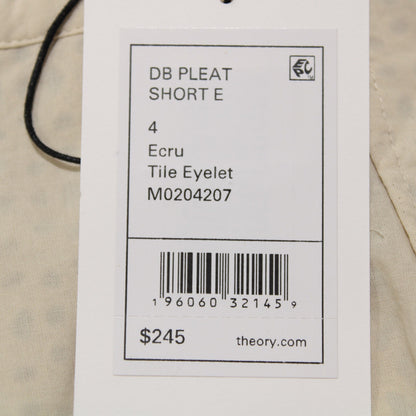 DB PLEAT
SHORT E
4
Ecru
Tile Eyelet
M0204207
1 96060 32145 9
$245
theory.com